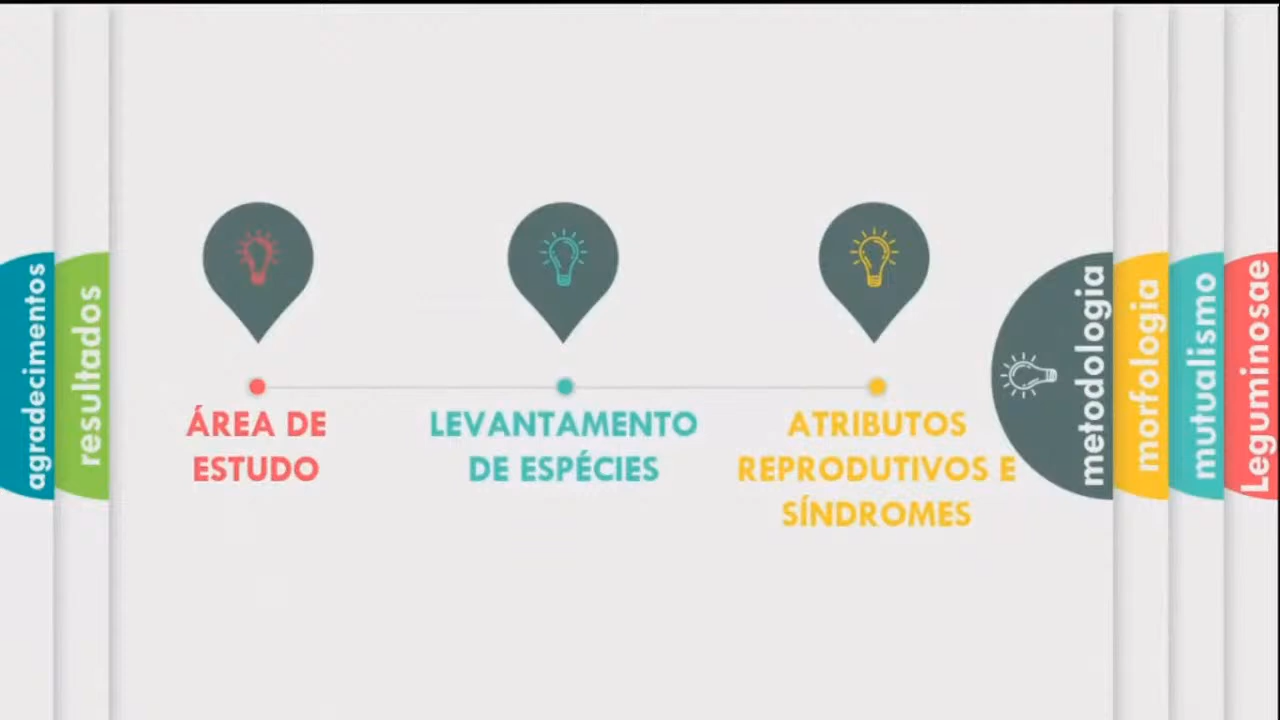 agradecimentos
resultados
ÁREA DE
ESTUDO
LEVANTAMENTO
DE ESPÉCIES
ATRIBUTOS
REPRODUTIVOS E
SÍNDROMES
metodologia
morfologia
mutualismo
Leguminosae